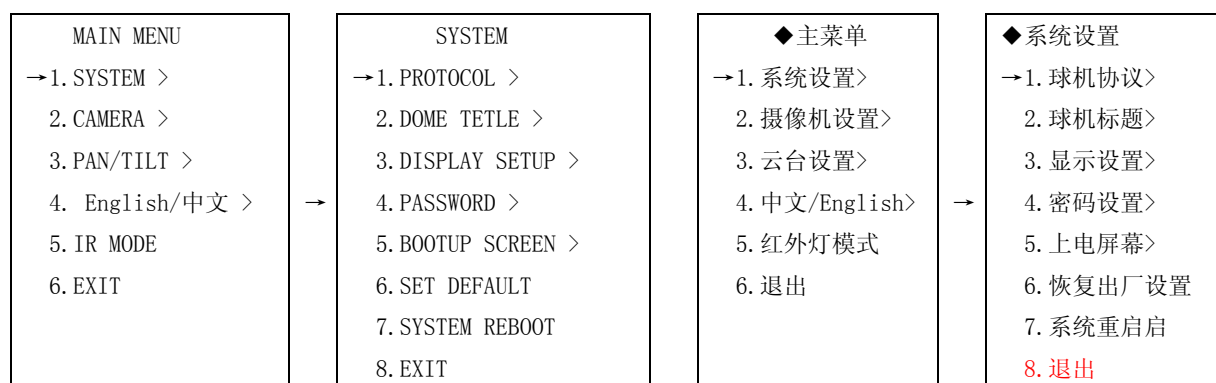 MAIN MENU
→1.SYSTEM >
2.CAMERA >
3.PAN/TILT >
4. English/中文 >
5.IR MODE
6.EXIT
→
SYSTEM
→1.PROTOCOL >
2.DOME TETLE >
3.DISPLAY SETUP >
4.PASSWORD >
5.BOOTUP SCREEN >
6.SET DEFAULT
7.SYSTEM REBOOT
8.EXIT
◆主菜单
→1.系统设置>
2.摄像机设置>
3.云台设置>
4.中文/English>
5.红外灯模式
6.退出
→
◆系统设置
→1.球机协议>
2.球机标题>
3.显示设置>
4.密码设置>
5.上电屏幕>
6.恢复出厂设置
7.系统重启启
8.退出